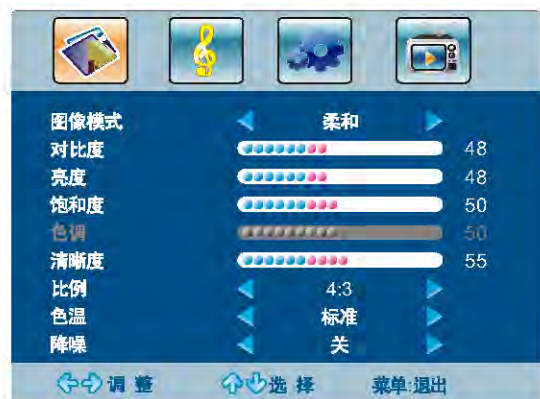 图像模式 柔和
对比度 48
亮度 48
饱和度 50
色调 50
清晰度 55
比例 4:3
色温 标准
降噪 关
调 整 选 择 菜单:退出